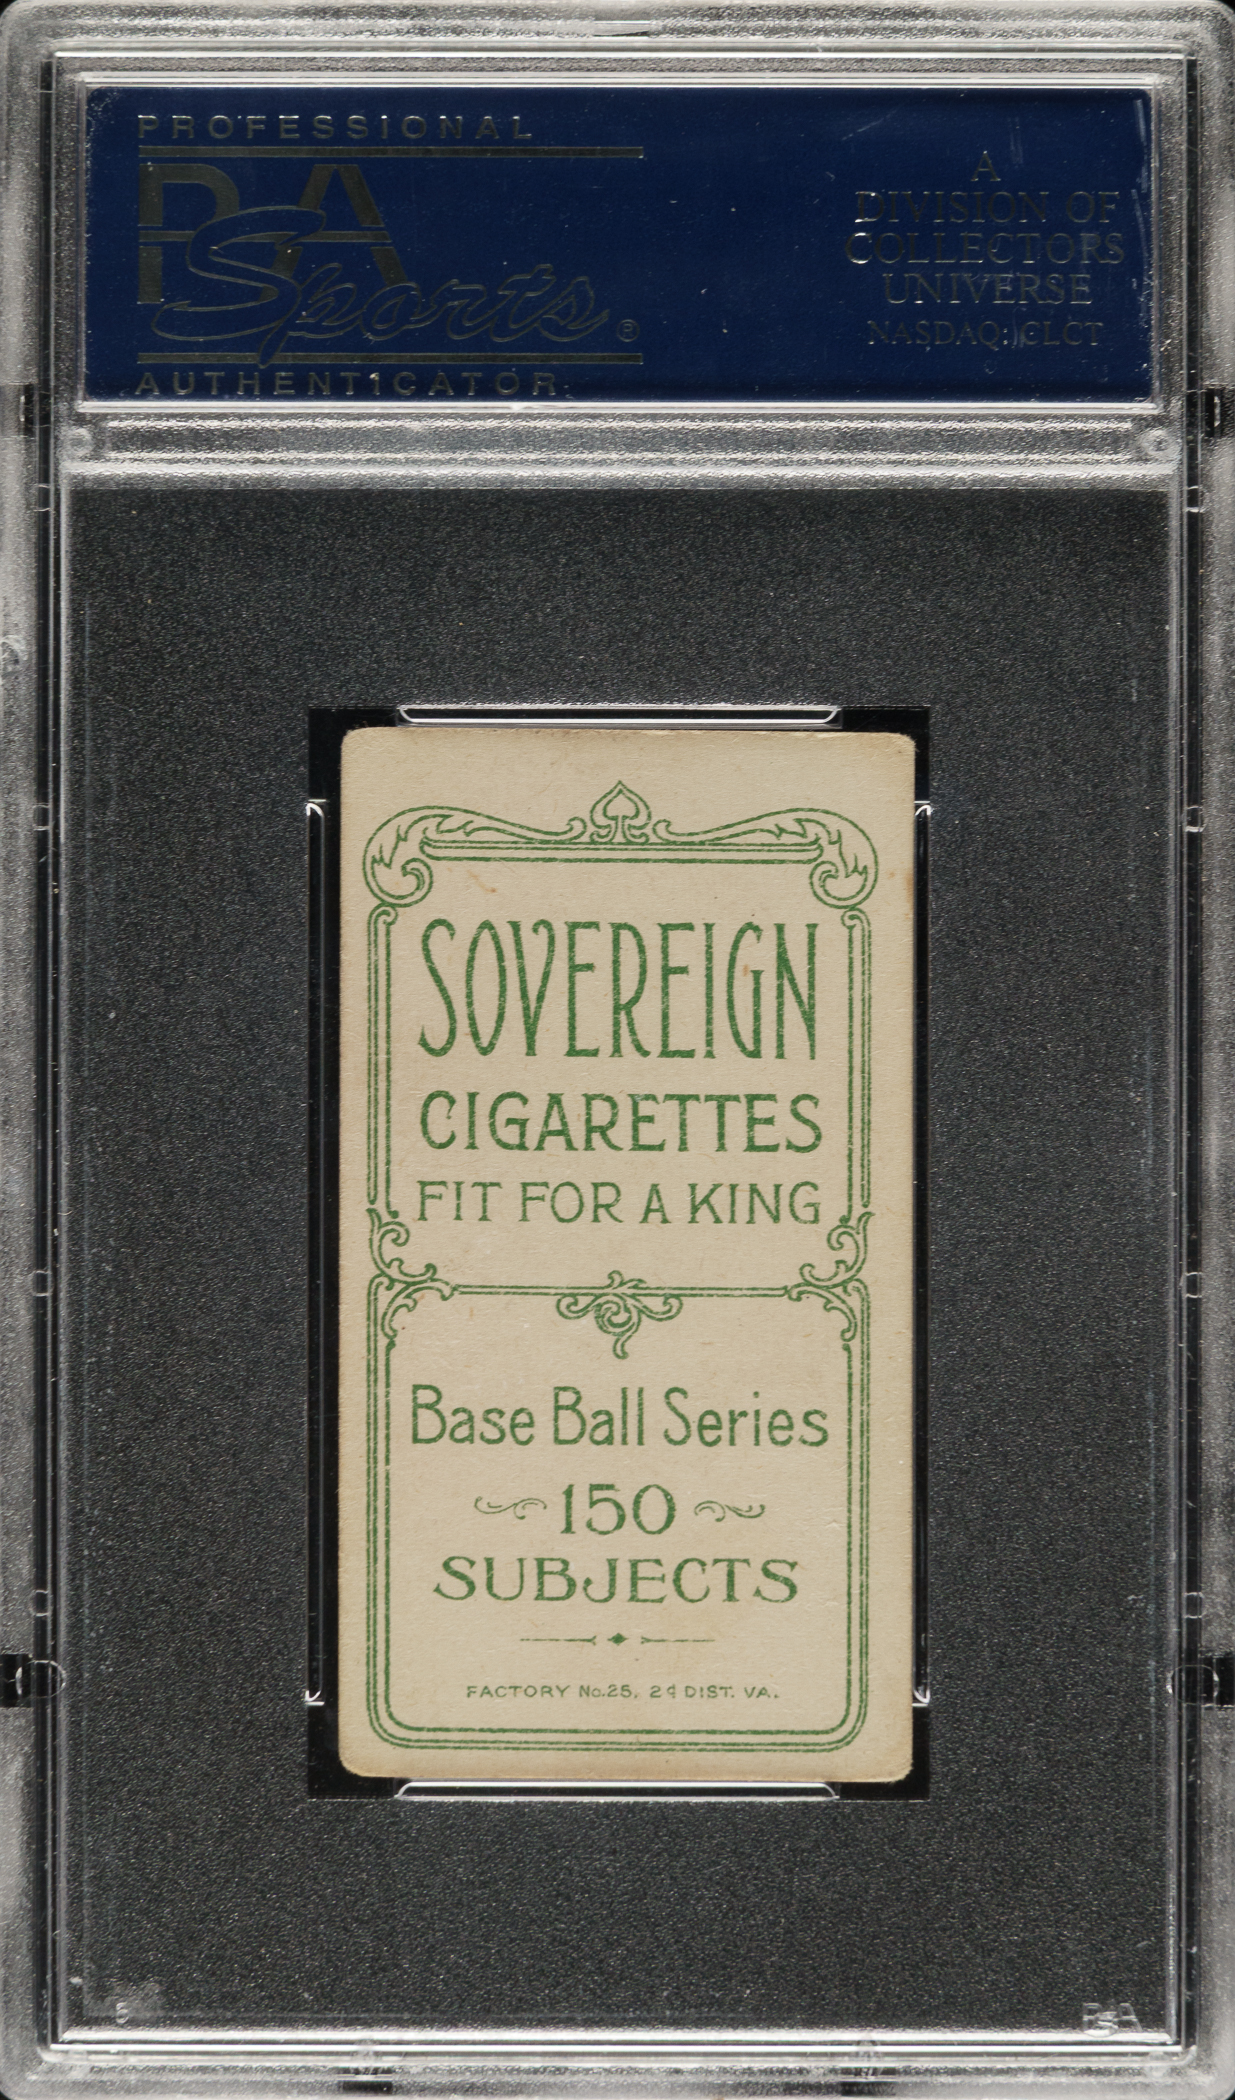 PROFESSIONAL
PSA
Sports ®
AUTHENTICATOR
A
DIVISION OF
COLLECTORS
UNIVERSE
NASDAQ: CLCT
SOVEREIGN
CIGARETTES
FIT FOR A KING
Base Ball Series
150
SUBJECTS
FACTORY No.25, 2d DIST. VA.
PSA